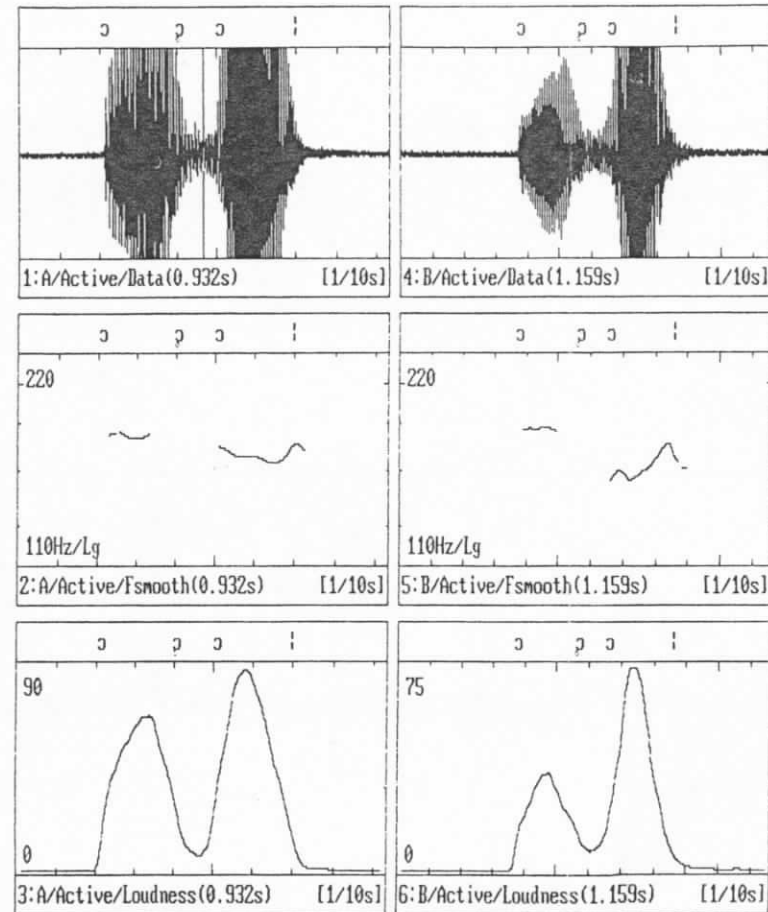 ɔ ʂ ɔ ¦
1:A/Active/Data(0.932s) [1/10s]
ɔ ʂ ɔ ¦
220
110Hz/Lg
2:A/Active/Fsmooth(0.932s) [1/10s]
ɔ ʂ ɔ ¦
90
0
3:A/Active/Loudness(0.932s) [1/10s]
ɔ ʂ ɔ ¦
4:B/Active/Data(1.159s) [1/10s]
ɔ ʂ ɔ ¦
220
110Hz/Lg
5:B/Active/Fsmooth(1.159s) [1/10s]
ɔ ʂ ɔ ¦
75
0
6:B/Active/Loudness(1.159s) [1/10s]